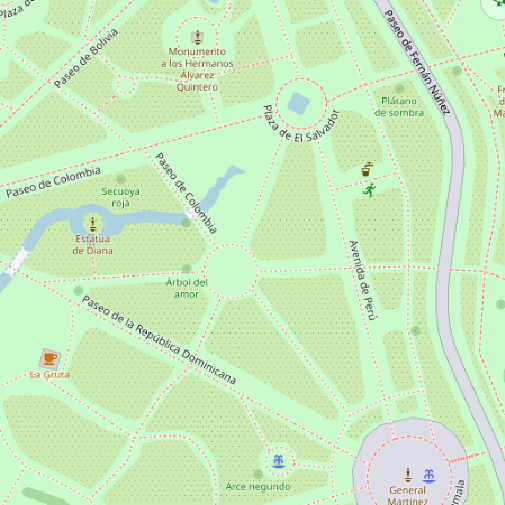 Plaza de
Paseo de Bolivia
Monumento
a los Hermanos
Álvarez
Quintero
Paseo de Fernán Núñez
Plaza de El Salvador
Plátano
de sombra
Paseo de Colombia
Paseo de Colombia
Secuoya
roja
Estatua
de Diana
Árbol del
amor
Avenida de Perú
Paseo de la República Dominicana
La Gruta
Arce negundo
General
Martínez